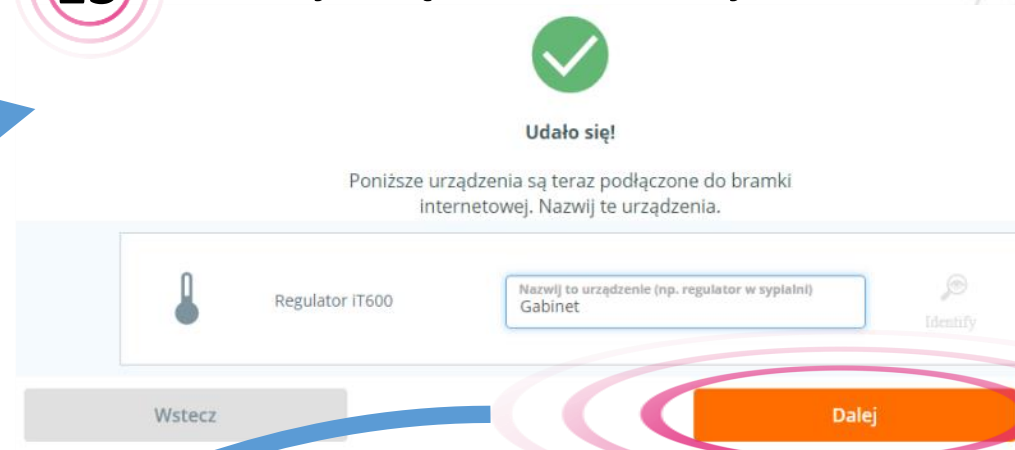 Udało się!
Poniższe urządzenia są teraz podłączone do bramki
internetowej. Nazwij te urządzenia.
Nazwij to urządzenie (np. regulator w sypialni)
Regulator iT600
Gabinet
Identify
Wstecz
Dalej